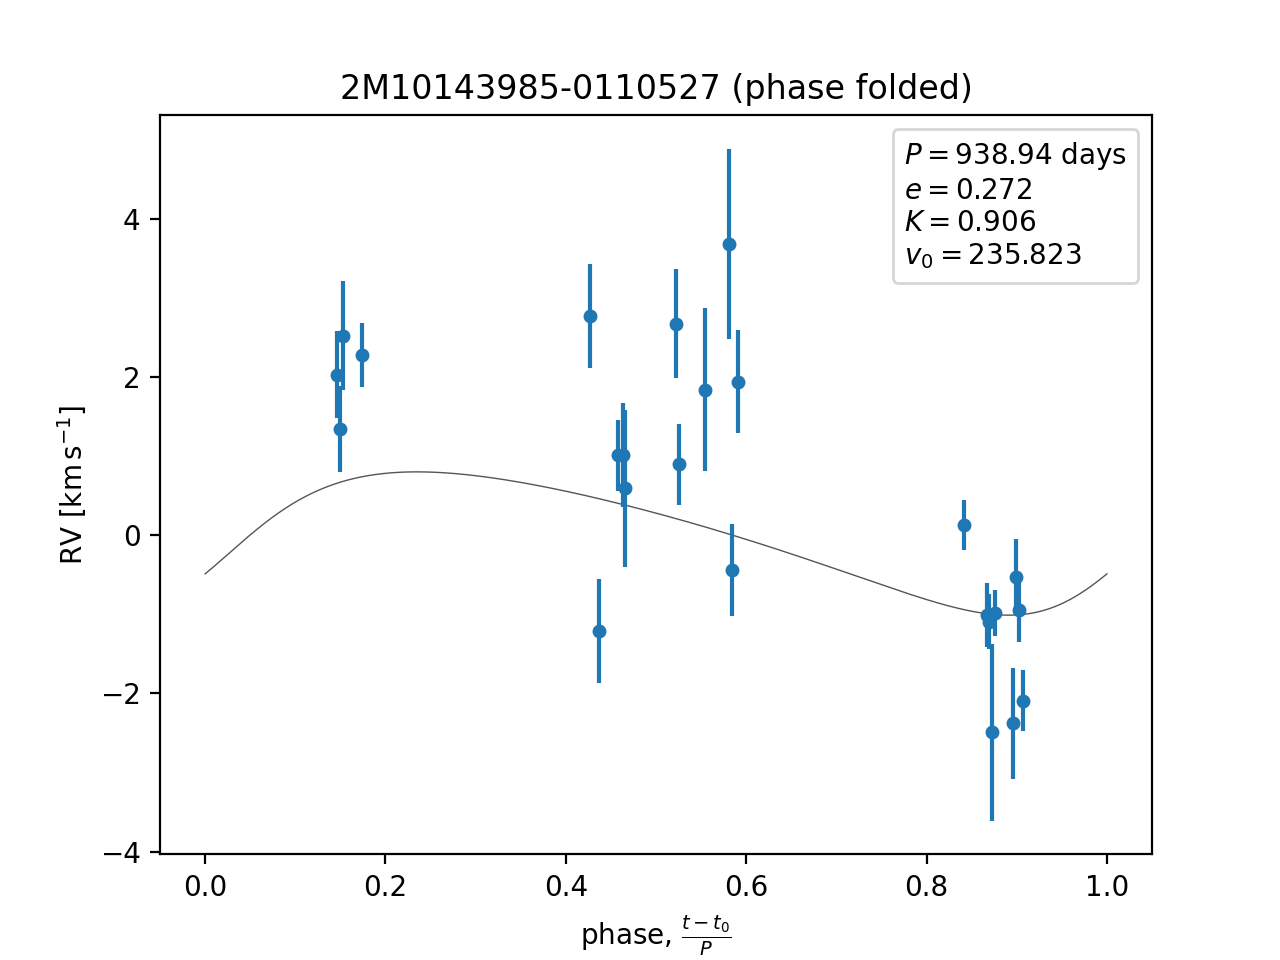 2M10143985-0110527 (phase folded)
P = 938.94 days
e = 0.272
K = 0.906
v₀ = 235.823
RV [km s⁻¹]
4
2
0
−2
−4
0.0 0.2 0.4 0.6 0.8 1.0
phase, (t − t₀)/P